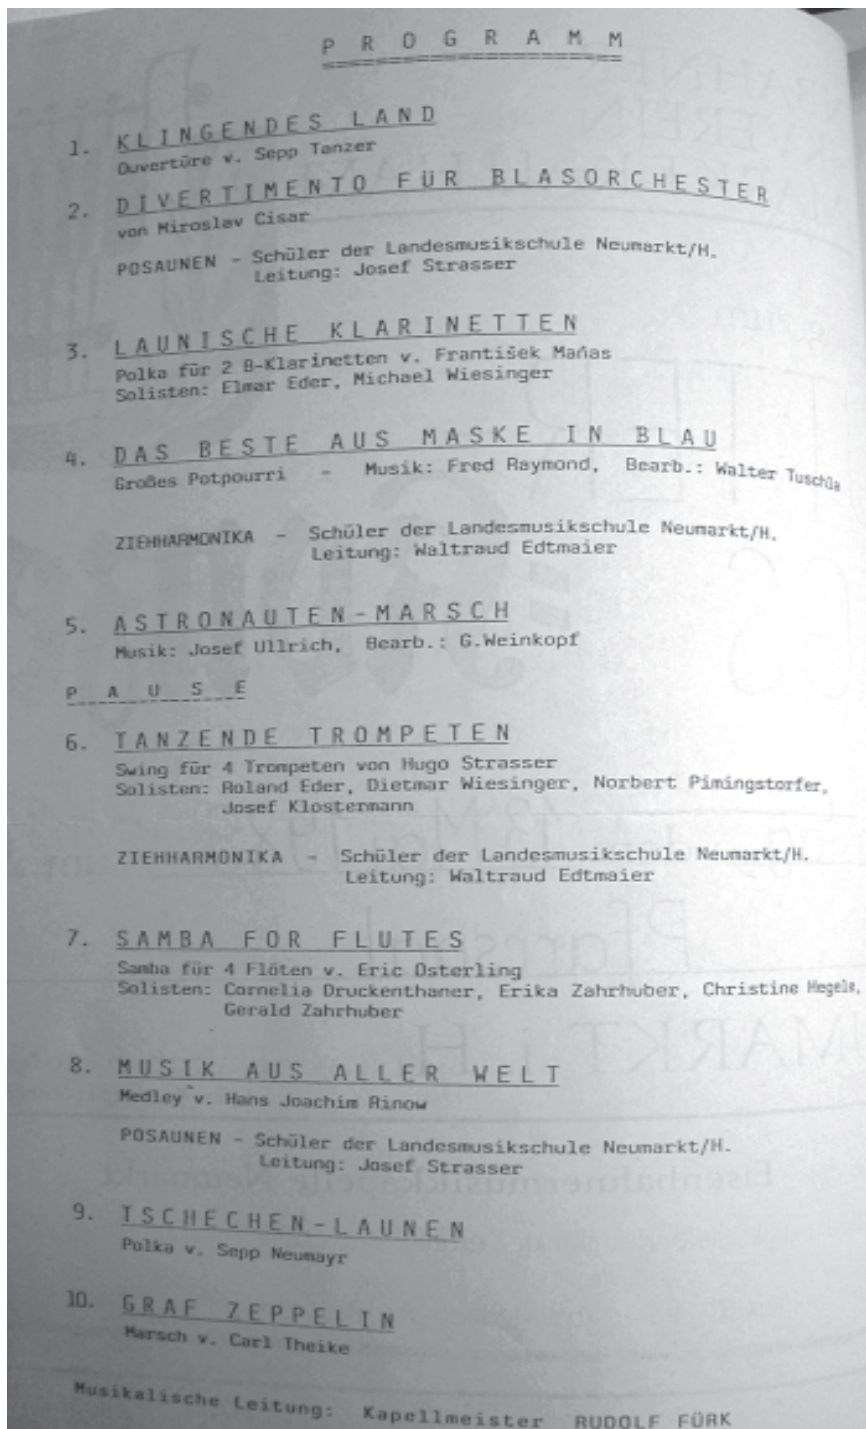 P R O G R A M M
1. KLINGENDES LAND
Ouvertüre v. Sepp Tanzer
2. DIVERTIMENTO FÜR BLASORCHESTER
von Miroslav Cisar
POSAUNEN - Schüler der Landesmusikschule Neumarkt/H.
Leitung: Josef Strasser
3. LAUNISCHE KLARINETTEN
Polka für 2 B-Klarinetten v. František Maňas
Solisten: Elmar Eder, Michael Wiesinger
4. DAS BESTE AUS MASKE IN BLAU
Großes Potpourri - Musik: Fred Raymond, Bearb.: Walter Tuschla
ZIEHHARMONIKA - Schüler der Landesmusikschule Neumarkt/H.
Leitung: Waltraud Edtmaier
5. ASTRONAUTEN-MARSCH
Musik: Josef Ullrich, Bearb.: G.Weinkopf
P A U S E
6. TANZENDE TROMPETEN
Swing für 4 Trompeten von Hugo Strasser
Solisten: Roland Eder, Dietmar Wiesinger, Norbert Pimingstorfer,
Josef Klostermann
ZIEHHARMONIKA - Schüler der Landesmusikschule Neumarkt/H.
Leitung: Waltraud Edtmaier
7. SAMBA FOR FLUTES
Samba für 4 Flöten v. Eric Osterling
Solisten: Cornelia Druckenthaner, Erika Zahrhuber, Christine
Gerald Zahrhuber
8. MUSIK AUS ALLER WELT
Medley v. Hans Joachim Rinow
POSAUNEN - Schüler der Landesmusikschule Neumarkt/H.
Leitung: Josef Strasser
9. TSCHECHEN-LAUNEN
Polka v. Sepp Neumayr
10. GRAF ZEPPELIN
Marsch v. Carl Theike
Musikalische Leitung: Kapellmeister RUDOLF FÜRK